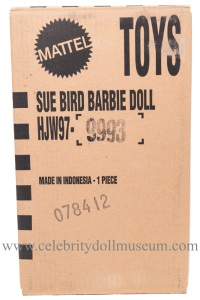 MATTEL
TOYS
SUE BIRD BARBIE DOLL
HJW97- 9993
MADE IN INDONESIA - 1 PIECE
078412
www.celebritydollmuseum.com